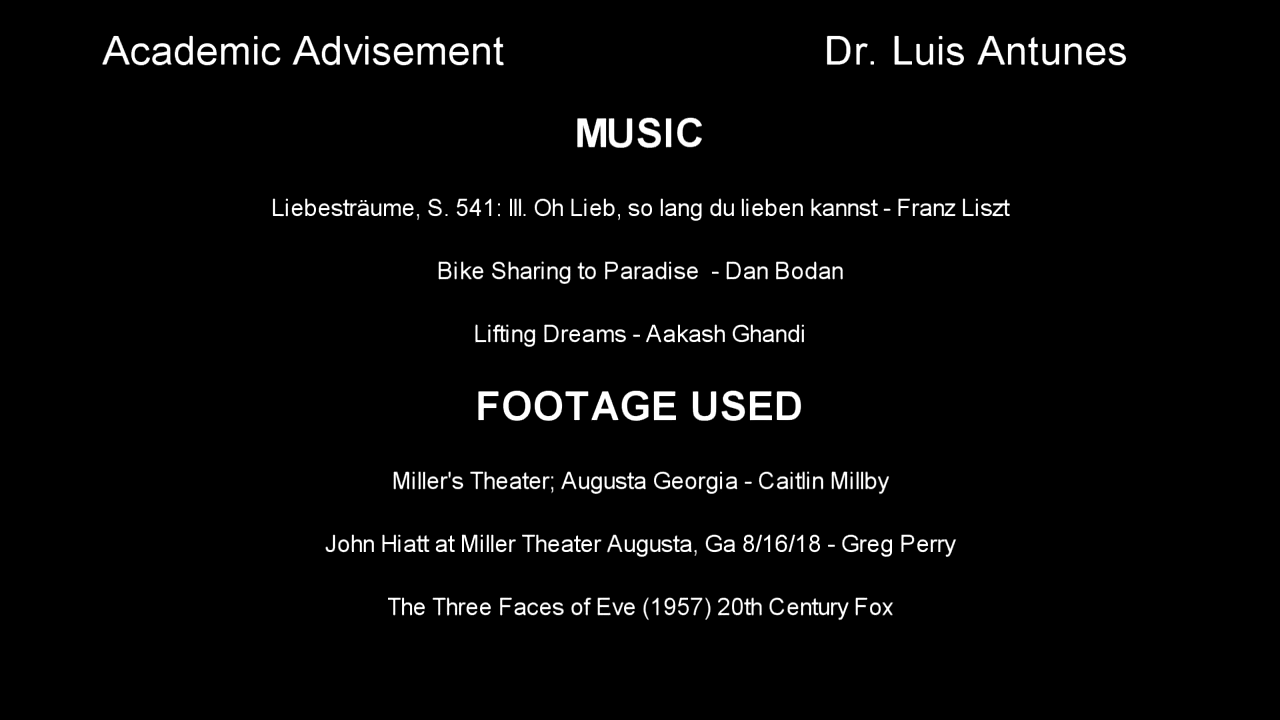 Academic Advisement Dr. Luis Antunes
MUSIC
Liebesträume, S. 541: III. Oh Lieb, so lang du lieben kannst - Franz Liszt
Bike Sharing to Paradise - Dan Bodan
Lifting Dreams - Aakash Ghandi
FOOTAGE USED
Miller's Theater; Augusta Georgia - Caitlin Millby
John Hiatt at Miller Theater Augusta, Ga 8/16/18 - Greg Perry
The Three Faces of Eve (1957) 20th Century Fox